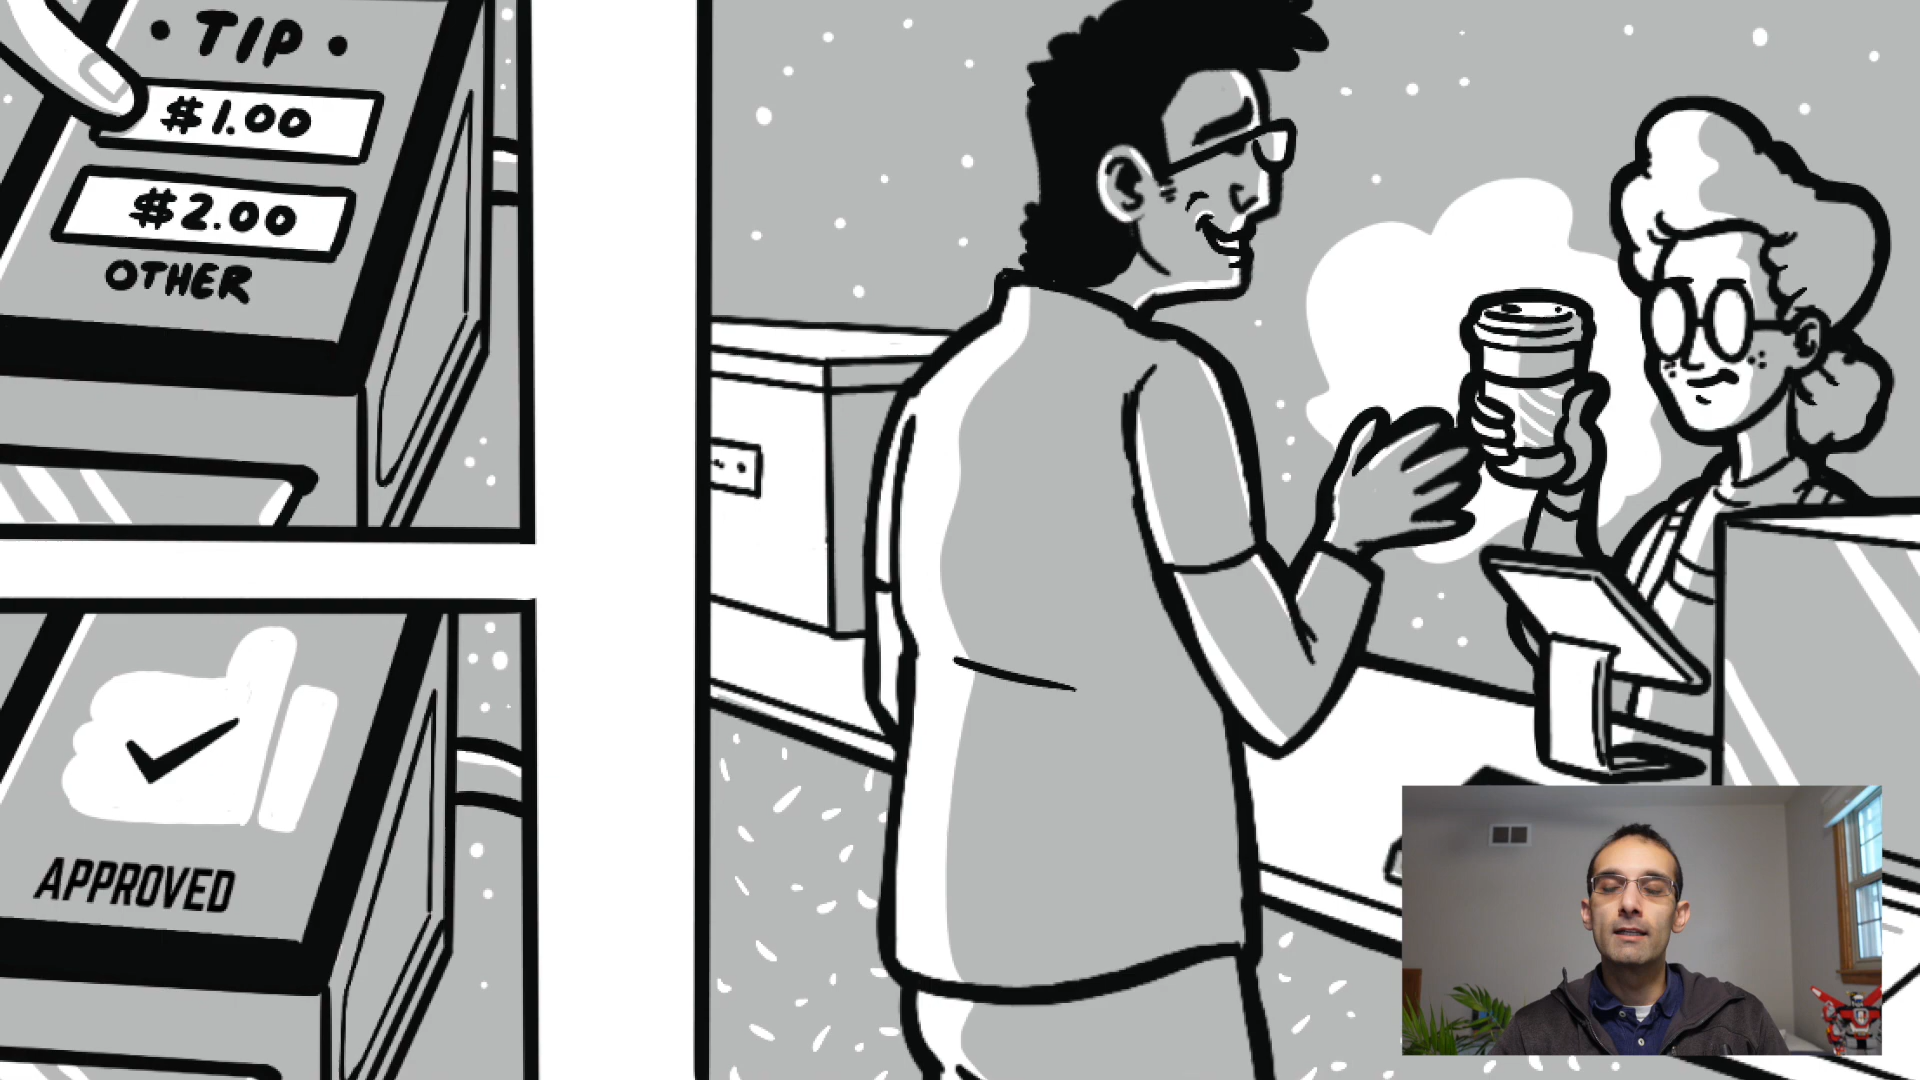 • TIP •
$1.00
$2.00
OTHER
APPROVED